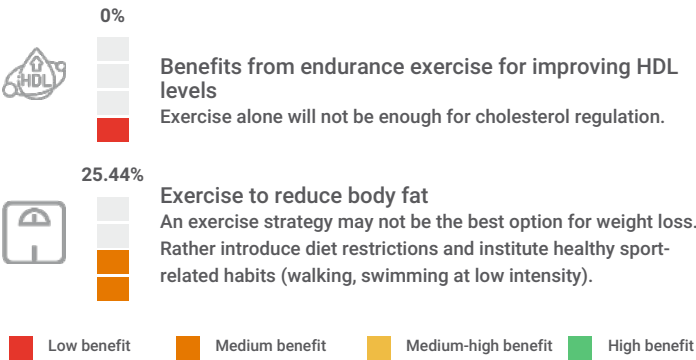 0%
HDL
Benefits from endurance exercise for improving HDL
levels
Exercise alone will not be enough for cholesterol regulation.
25.44%
Exercise to reduce body fat
An exercise strategy may not be the best option for weight loss.
Rather introduce diet restrictions and institute healthy sport-
related habits (walking, swimming at low intensity).
Low benefit
Medium benefit
Medium-high benefit
High benefit